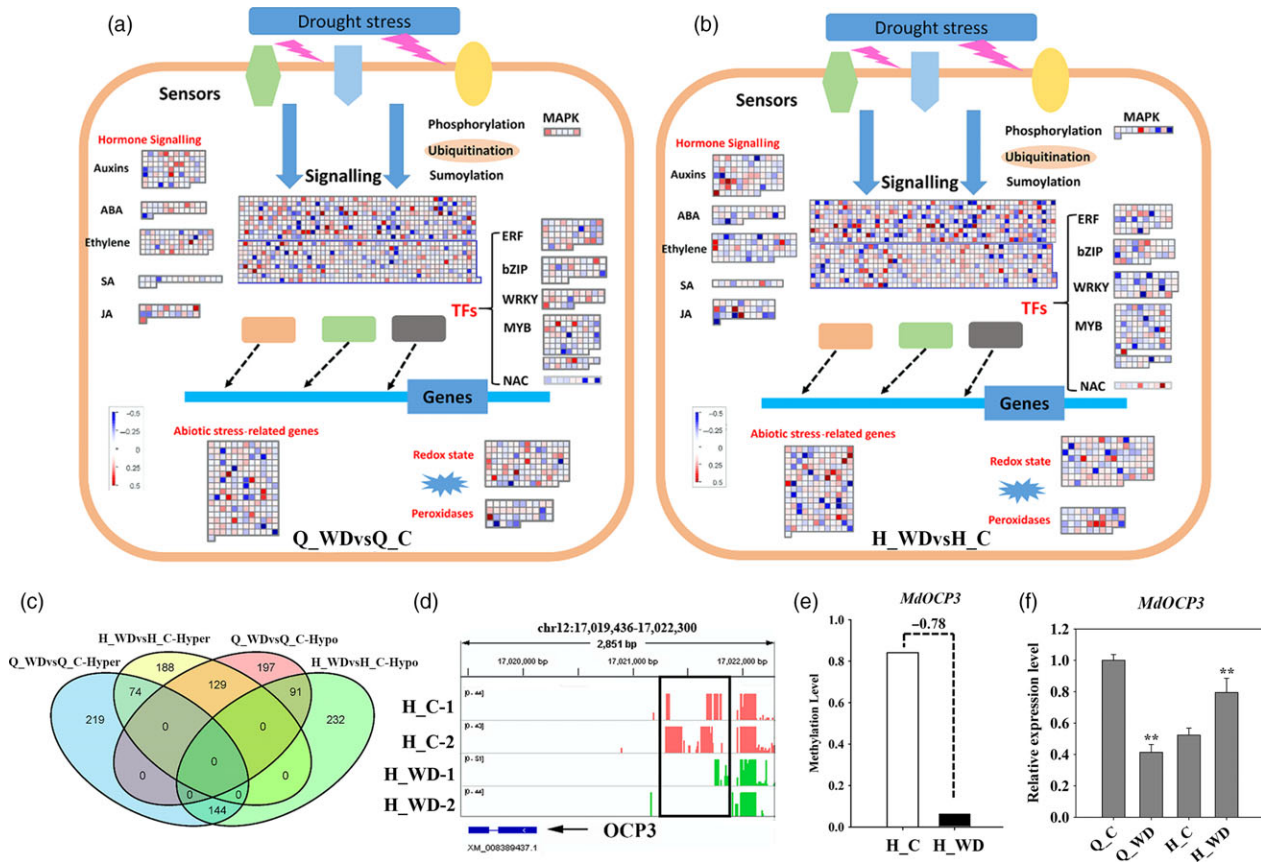 (a)
Drought stress
Sensors
MAPK
Phosphorylation
Ubiquitination
Sumoylation
Hormone Signalling
Auxins
ABA
Ethylene
SA
JA
Signalling
ERF
bZIP
WRKY
TFs
MYB
NAC
Genes
-0.5
0
0.5
Abiotic stress-related genes
Redox state
Peroxidases
Q_WDvsQ_C
(b)
Drought stress
Sensors
MAPK
Phosphorylation
Ubiquitination
Sumoylation
Hormone Signalling
Auxins
ABA
Ethylene
SA
JA
Signalling
ERF
bZIP
WRKY
TFs
MYB
NAC
Genes
-0.5
0
0.5
Abiotic stress-related genes
Redox state
Peroxidases
H_WDvsH_C
(c)
H_WDvsH_C-Hyper
Q_WDvsQ_C-Hypo
Q_WDvsQ_C-Hyper
H_WDvsH_C-Hypo
188
197
74
129
91
219
232
0
0
0
0
0
0
0
144
(d)
chr12:17,019,436-17,022,300
2,851 bp
17,020,000 bp
17,021,000 bp
17,022,000 bp
H_C-1
[0 - 44]
H_C-2
H_WD-1
[0 - 51]
H_WD-2
[0 - 44]
OCP3
XM_008389437.1
(e)
MdOCP3
−0.78
Methylation Level
1.0
0.8
0.6
0.4
0.2
0.0
H_C
H_WD
(f)
MdOCP3
Relative expression level
1.4
1.2
1.0
0.8
0.6
0.4
0.2
0.0
**
**
Q_C
Q_WD
H_C
H_WD